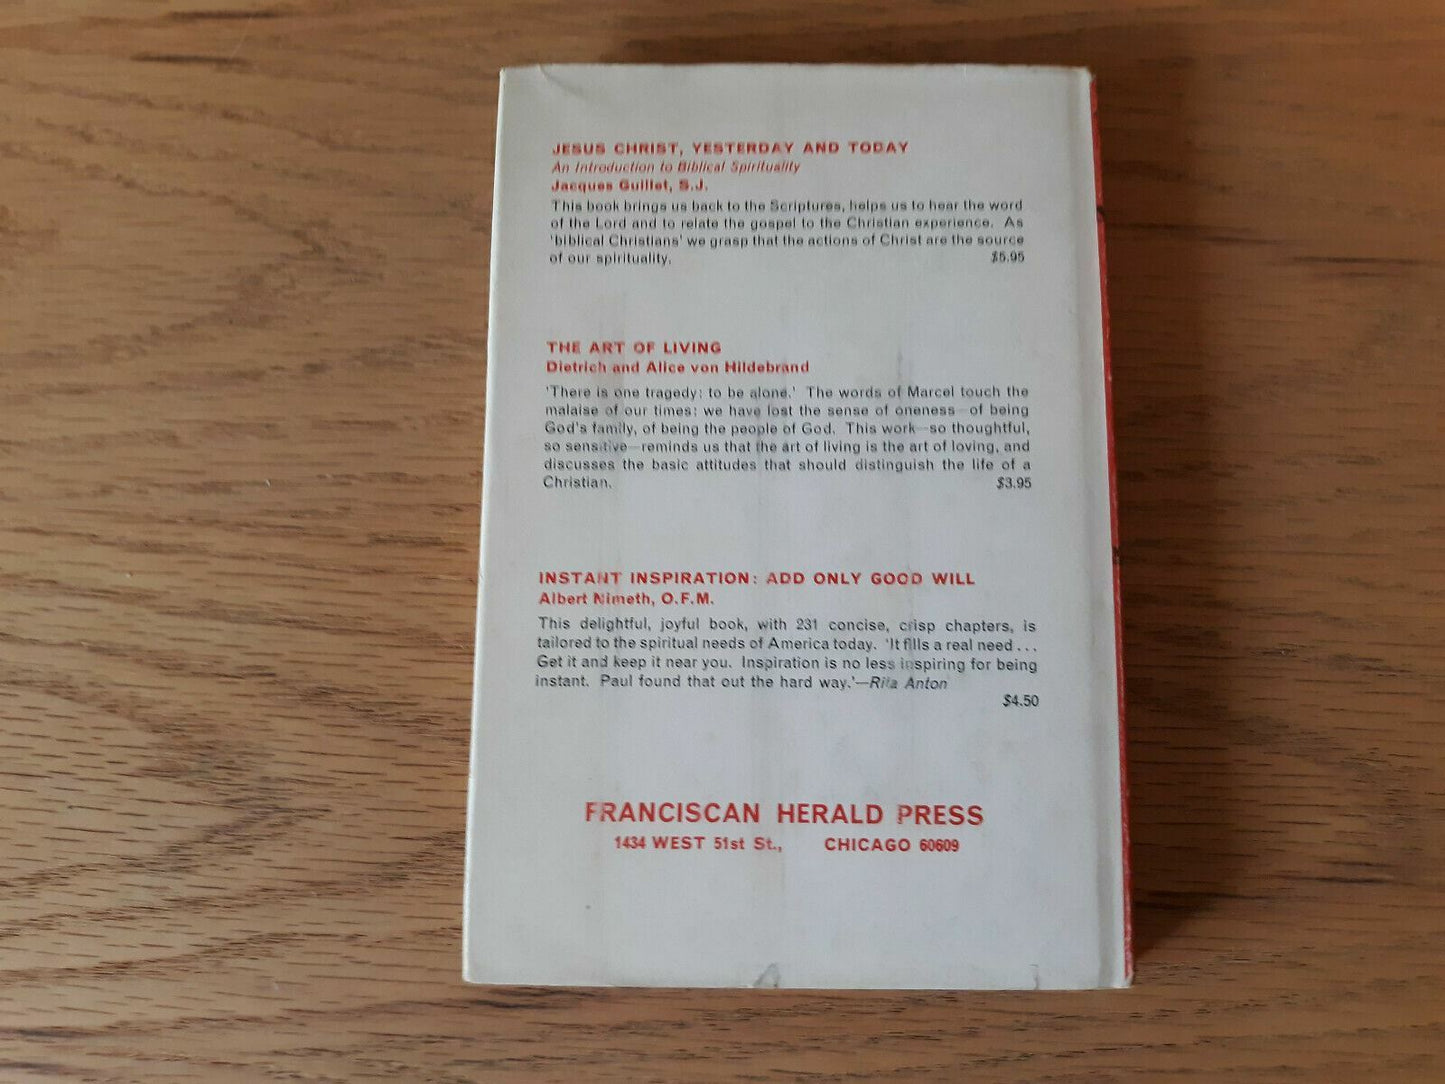 JESUS CHRIST, YESTERDAY AND TODAY
An Introduction to Biblical Spirituality
Jacques Guillet, S.J.
This book brings us back to the Scriptures, helps us to hear the word
of the Lord and to relate the gospel to the Christian experience. As
'biblical Christians' we grasp that the actions of Christ are the source
of our spirituality. $5.95
THE ART OF LIVING
Dietrich and Alice von Hildebrand
'There is one tragedy: to be alone.' The words of Marcel touch the
malaise of our times: we have lost the sense of oneness—of being
God's family, of being the people of God. This work—so thoughtful,
so sensitive—reminds us that the art of living is the art of loving, and
discusses the basic attitudes that should distinguish the life of a
Christian. $3.95
INSTANT INSPIRATION: ADD ONLY GOOD WILL
Albert Nimeth, O.F.M.
This delightful, joyful book, with 231 concise, crisp chapters, is
tailored to the spiritual needs of America today. 'It fills a real need...
Get it and keep it near you. Inspiration is no less inspiring for being
instant. Paul found that out the hard way.'—Rita Anton
$4.50
FRANCISCAN HERALD PRESS
1434 WEST 51st St., CHICAGO 60609